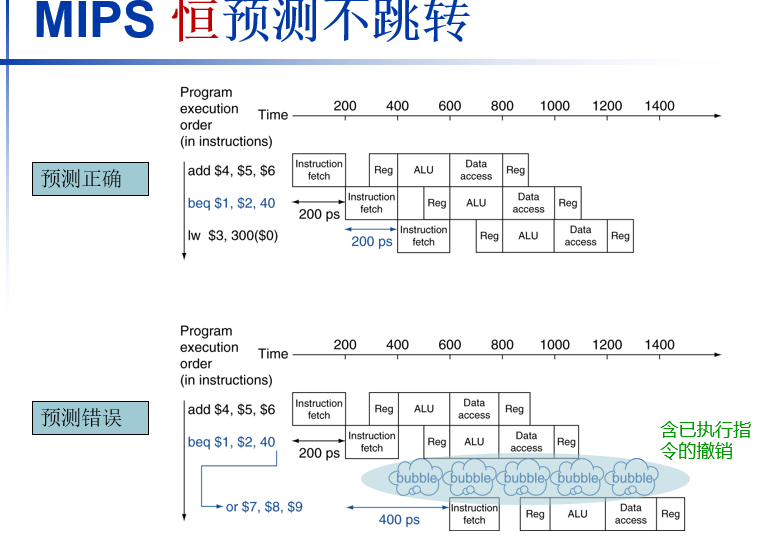 MIPS 恒预测不跳转
Program
execution
order
(in instructions)
Time
200 400 600 800 1000 1200 1400
预测正确
add $4, $5, $6
Instruction
fetch
Reg
ALU
Data
access
Reg
beq $1, $2, 40
200 ps
Instruction
fetch
Reg
ALU
Data
access
Reg
lw $3, 300($0)
200 ps
Instruction
fetch
Reg
ALU
Data
access
Reg
Program
execution
order
(in instructions)
Time
200 400 600 800 1000 1200 1400
预测错误
add $4, $5, $6
Instruction
fetch
Reg
ALU
Data
access
Reg
beq $1, $2, 40
200 ps
Instruction
fetch
Reg
ALU
Data
access
Reg
含已执行指
令的撤销
bubble bubble bubble bubble bubble
or $7, $8, $9
400 ps
Instruction
fetch
Reg
ALU
Data
access
Reg